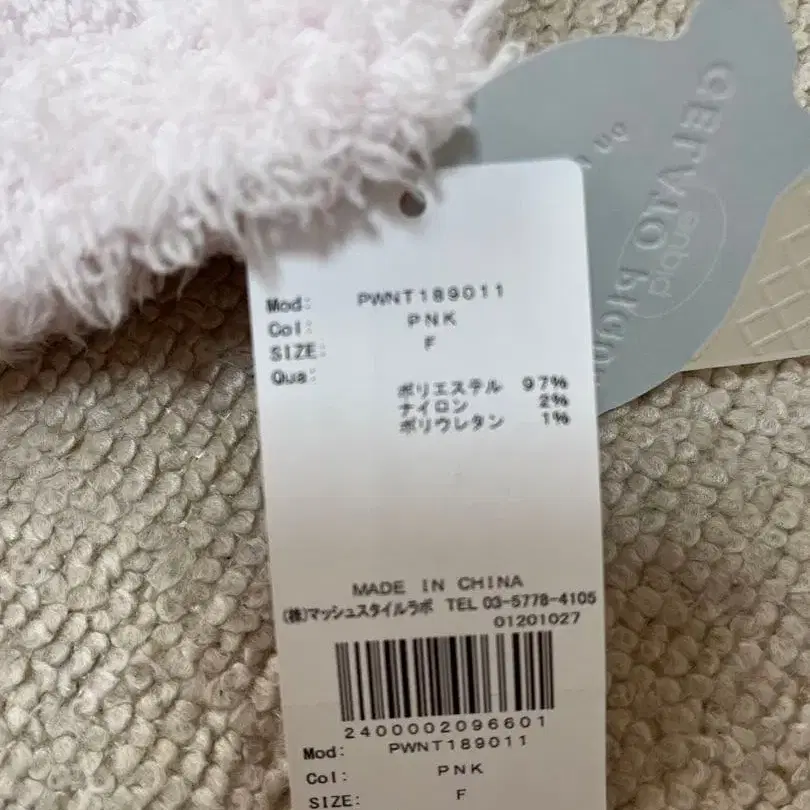 Mod: PWNT189011
Col: PNK
SIZE: F
Qua:
ポリエステル 97%
ナイロン 2%
ポリウレタン 1%
MADE IN CHINA
(株)マッシュスタイルラボ TEL 03-5778-4105
01201027
2400002096601
Mod: PWNT189011
Col: PNK
SIZE: F